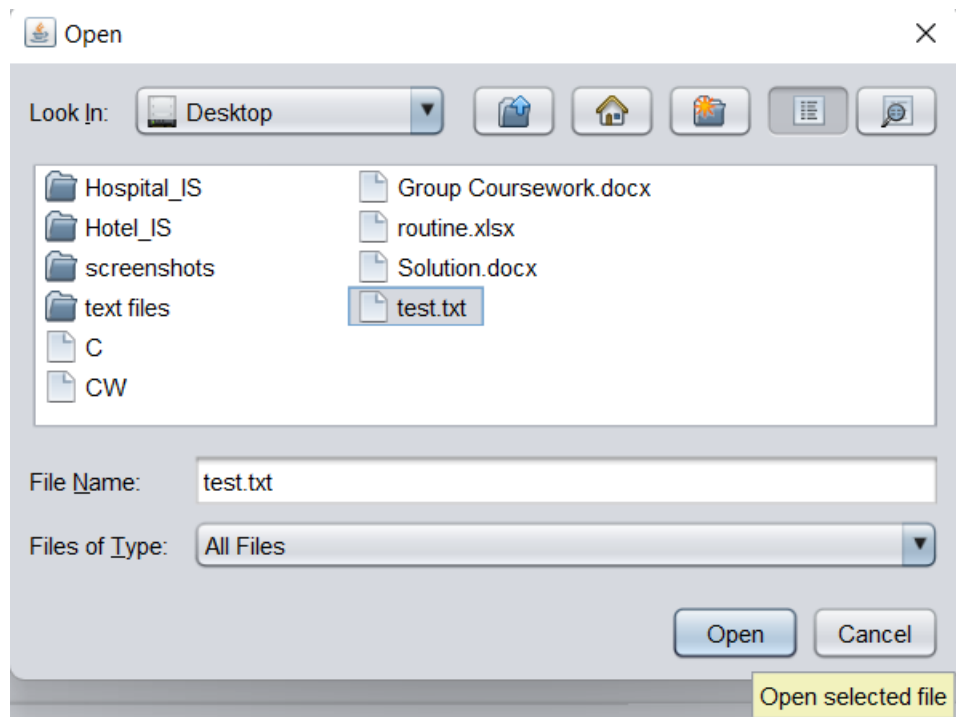 Open
Look In: Desktop
Hospital_IS
Hotel_IS
screenshots
text files
C
CW
Group Coursework.docx
routine.xlsx
Solution.docx
test.txt
File Name: test.txt
Files of Type: All Files
Open Cancel
Open selected file